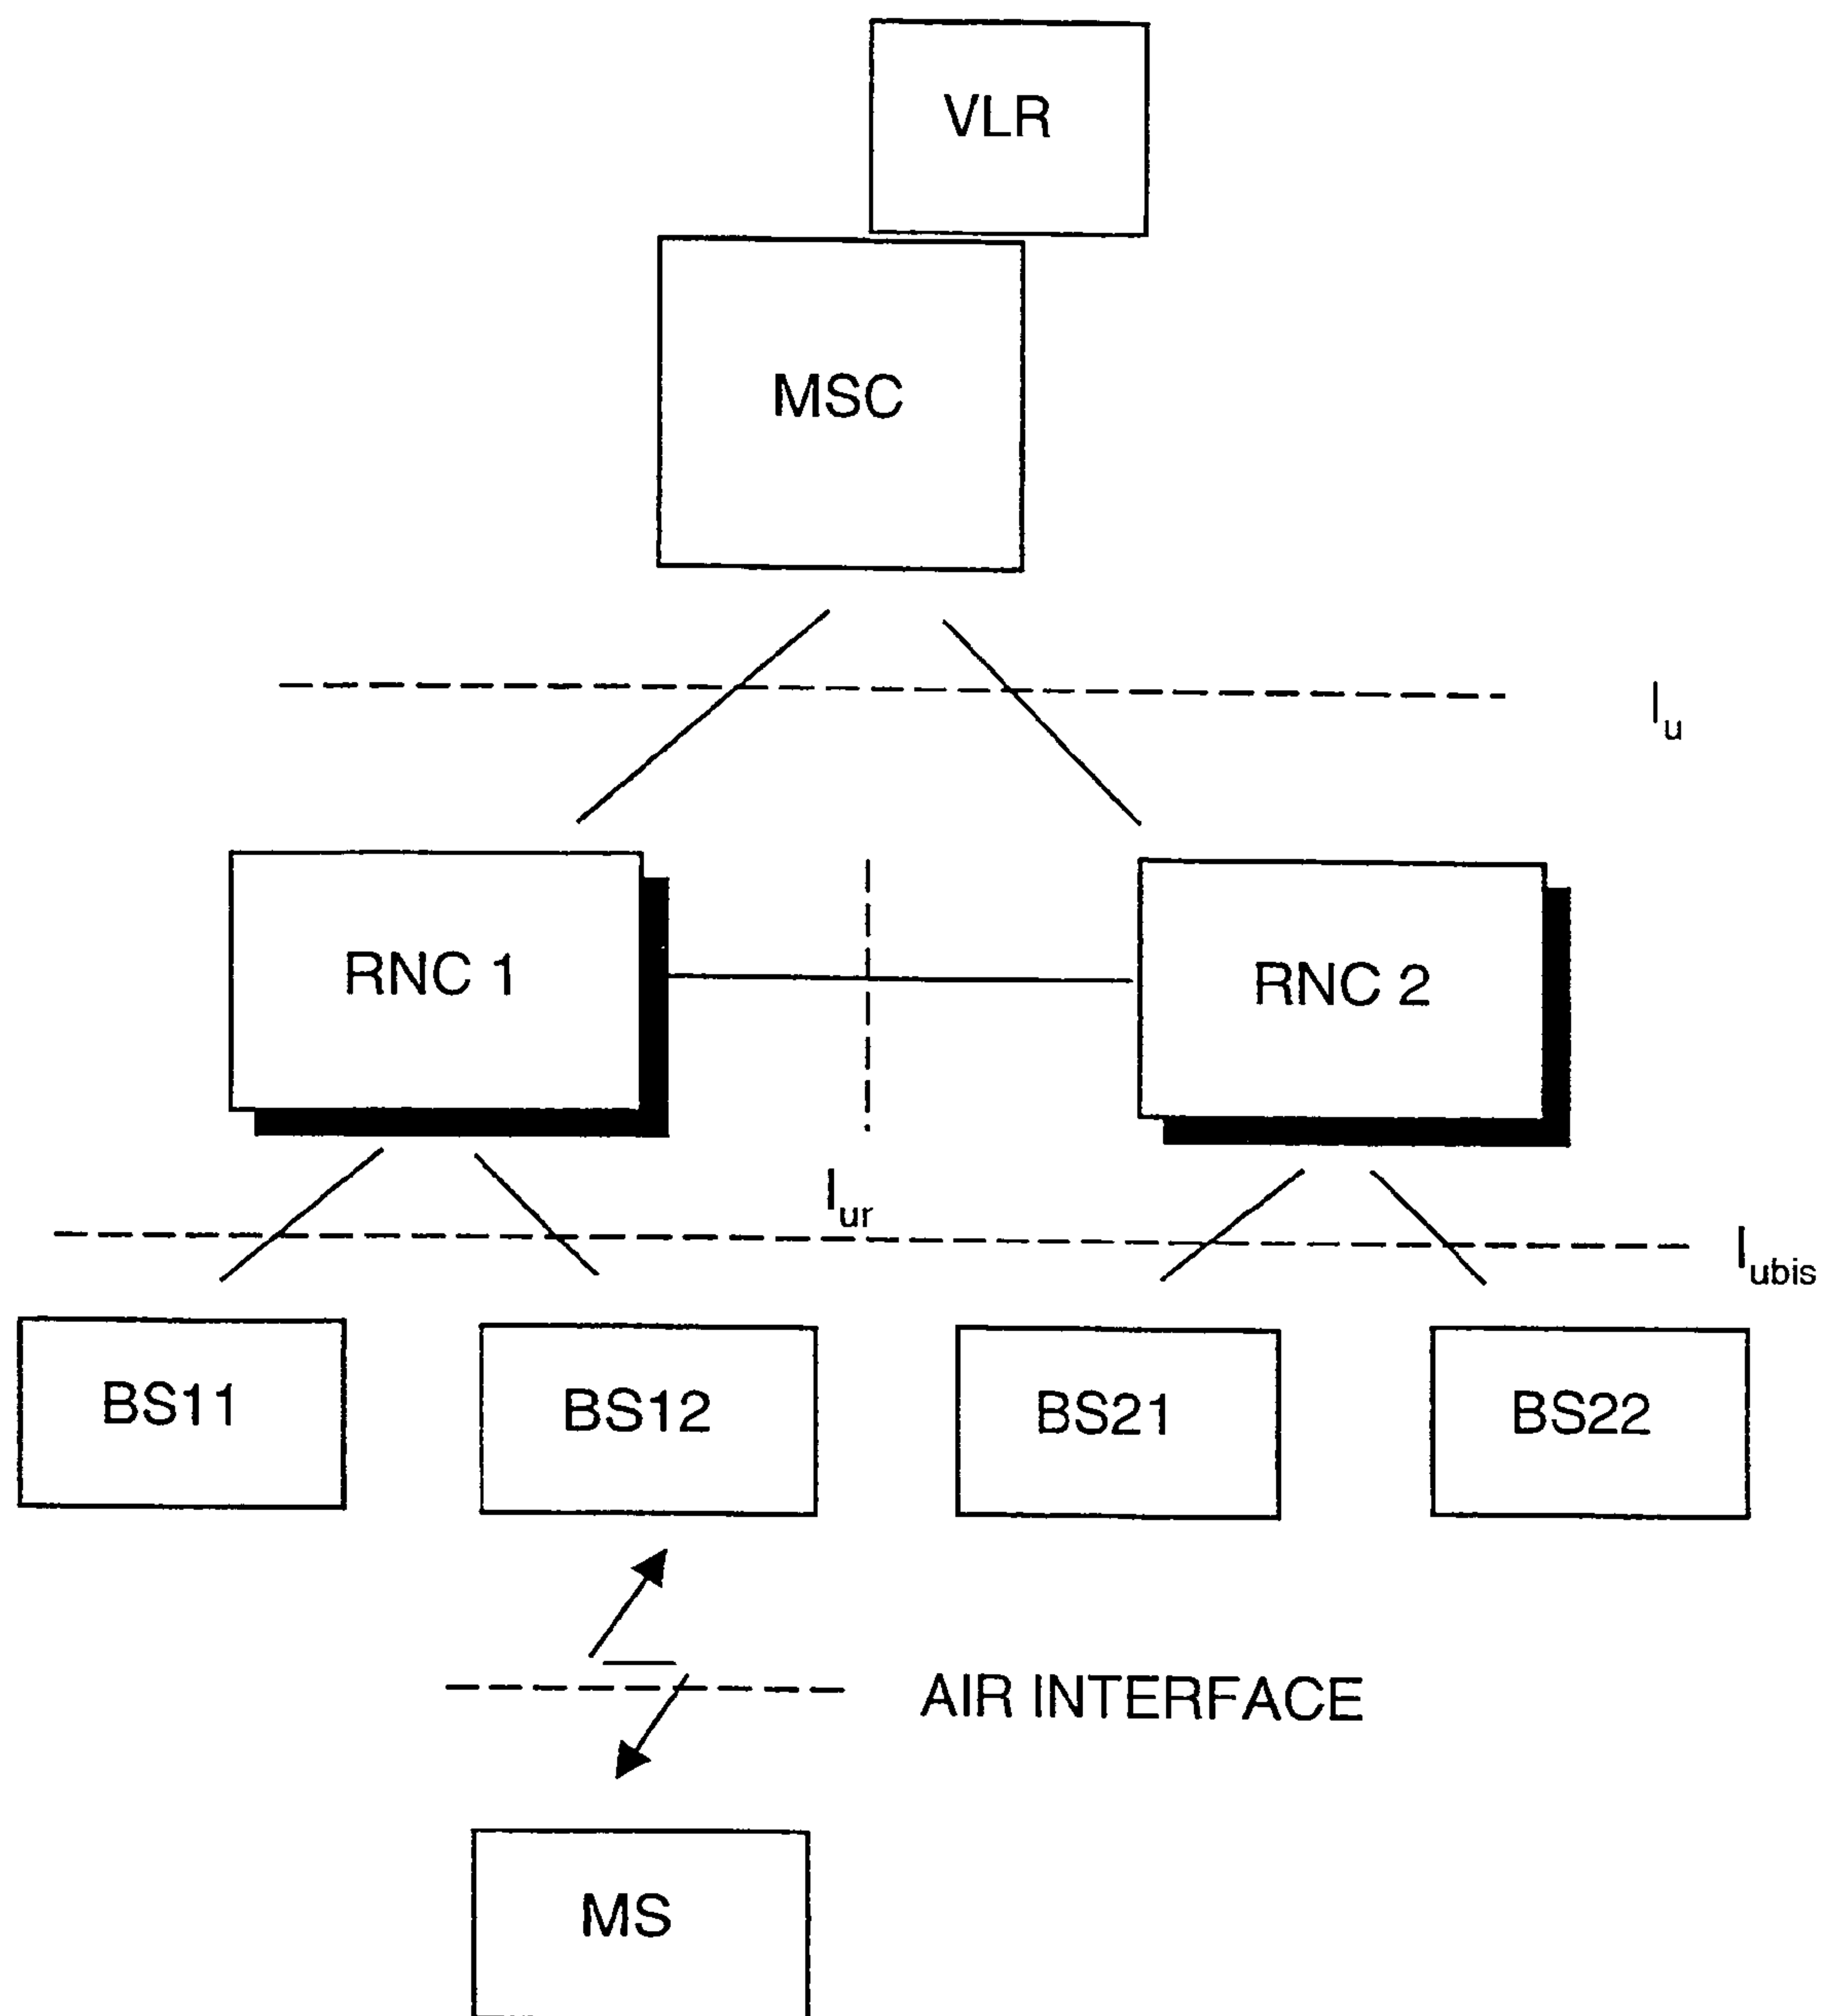 VLR
MSC
Iu
RNC 1
RNC 2
Iur
Iubis
BS11
BS12
BS21
BS22
AIR INTERFACE
MS